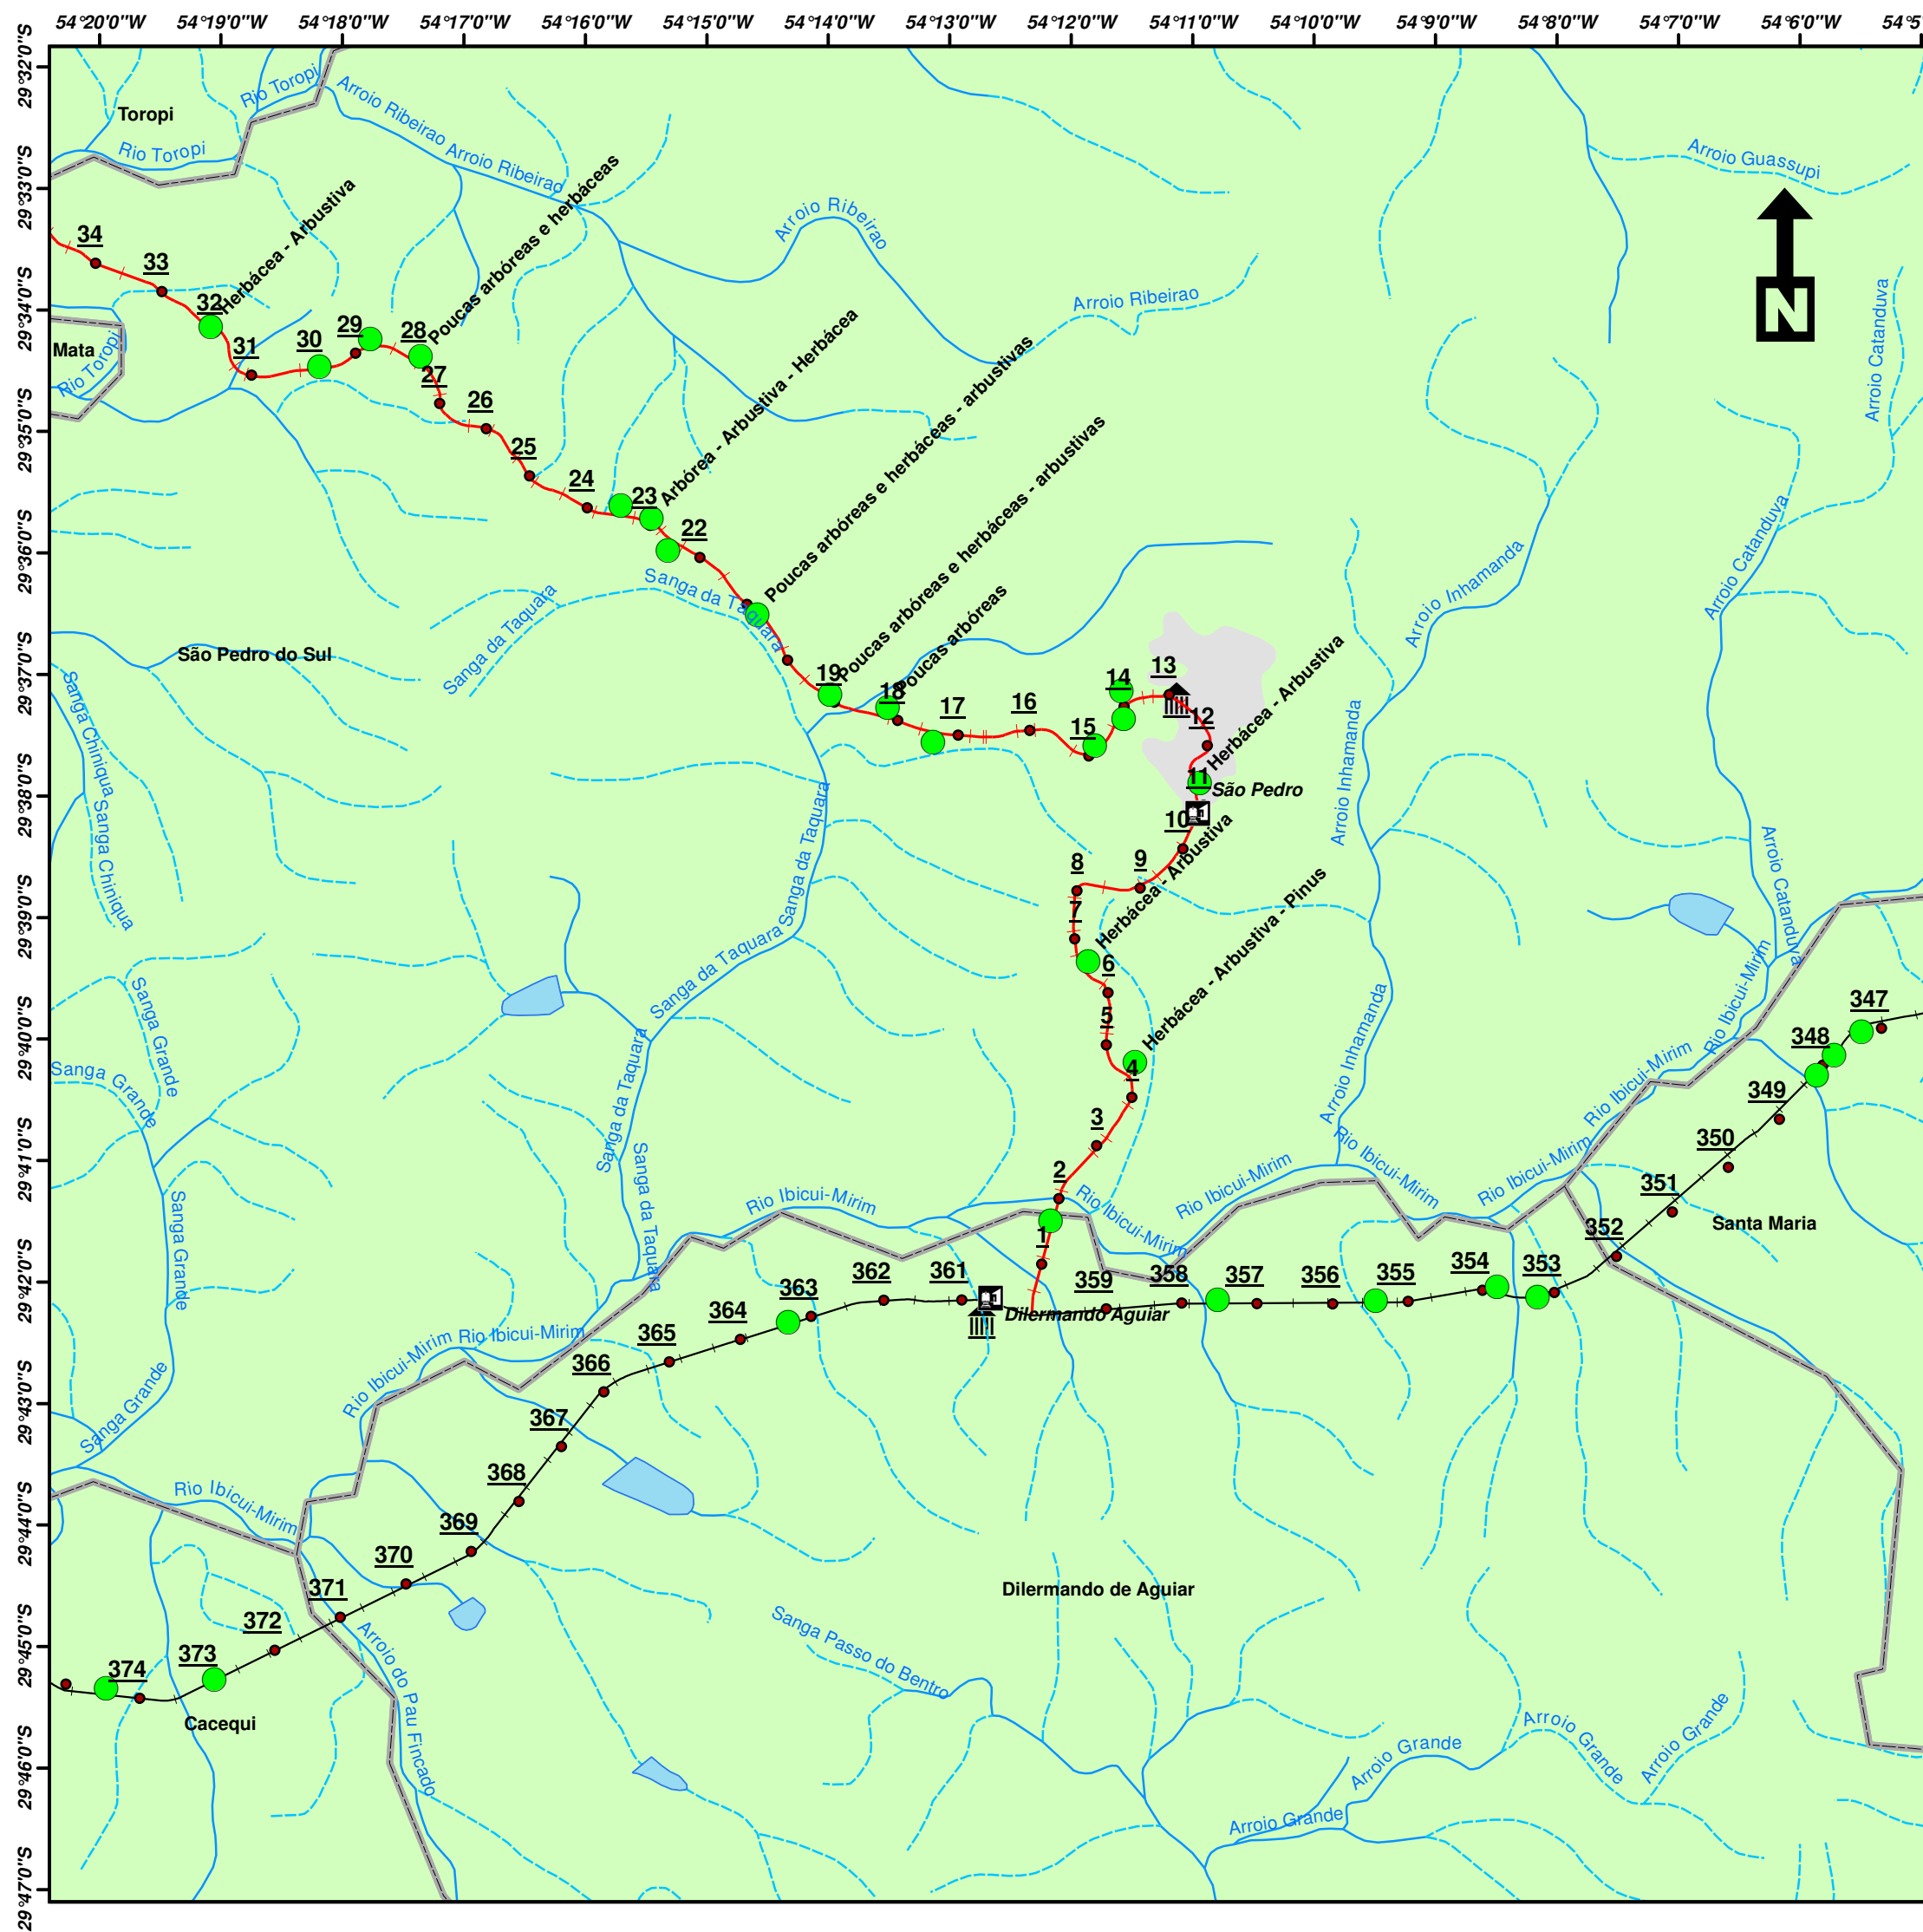 54°20'0"W 54°19'0"W 54°18'0"W 54°17'0"W 54°16'0"W 54°15'0"W 54°14'0"W 54°13'0"W 54°12'0"W 54°11'0"W 54°10'0"W 54°9'0"W 54°8'0"W 54°7'0"W 54°6'0"W 54°5'
29°32'0"S
29°33'0"S
29°34'0"S
29°35'0"S
29°36'0"S
29°37'0"S
29°38'0"S
29°39'0"S
29°40'0"S
29°41'0"S
29°42'0"S
29°43'0"S
29°44'0"S
29°45'0"S
29°46'0"S
29°47'0"S
Toropi
Rio Toropi
Rio Toropi
Arroio Ribeirao
Arroio Ribeirao
Arroio Guassupi
Herbácea - Arbustiva
Poucas arbóreas e herbáceas
Arroio Ribeirao
N
34
33
32
31
30
29
28
27
26
25
24
23
22
Arroio Ribeirao
Arroio Catanduva
Mata
Rio Toropi
Arbórea - Arbustiva - Herbácea
Poucas arbóreas e herbáceas - arbustivas
Poucas arbóreas e herbáceas - arbustivas
Poucas arbóreas
Sanga da Taquara
Sanga da Taquara
Arroio Inhamanda
Arroio Catanduva
São Pedro do Sul
Sanga Chiniqua
Sanga Chiniqua
19
18
17
16
15
14
13
12
11
10
9
8
7
6
5
4
3
2
1
Herbácea - Arbustiva
São Pedro
Arroio Inhamanda
Herbácea - Arbustiva
Herbácea - Arbustiva - Pinus
Sanga da Taquara
Sanga da Taquara
Arroio Catanduva
Rio Ibicui-Mirim
Sanga Grande
Sanga Grande
Sanga da Taquara
Arroio Inhamanda
Rio Ibicui-Mirim
347
348
349
350
351
352
Santa Maria
Sanga da Taquara
Sanga Grande
Rio Ibicui-Mirim
Rio Ibicui-Mirim
Rio Ibicui-Mirim
Rio Ibicui-Mirim
Rio Ibicui-Mirim
353
354
355
356
357
358
359
361
362
363
364
365
366
367
368
369
370
371
372
373
374
Dilermando Aguiar
Rio Ibicui-Mirim
Rio Ibicui-Mirim
Sanga Grande
Rio Ibicui-Mirim
Dilermando de Aguiar
Sanga Passo do Bentro
Arroio do Pau Fincado
Cacequi
Arroio Grande
Arroio Grande
Arroio Grande
Arroio Grande